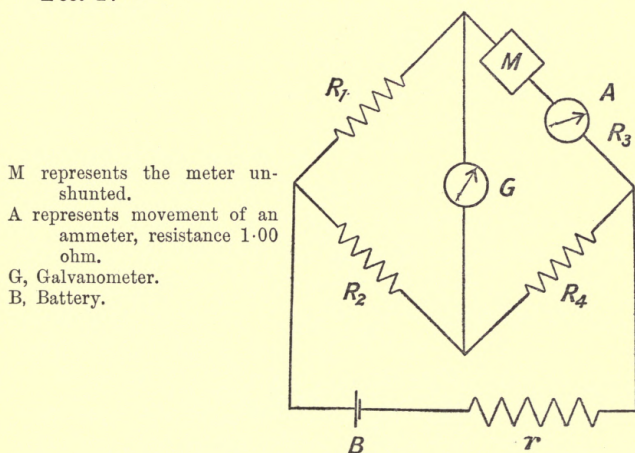 M represents the meter un-
shunted.
A represents movement of an
ammeter, resistance 1·00
ohm.
G, Galvanometer.
B, Battery.
R1
M
A
R3
G
R2
R4
B
r